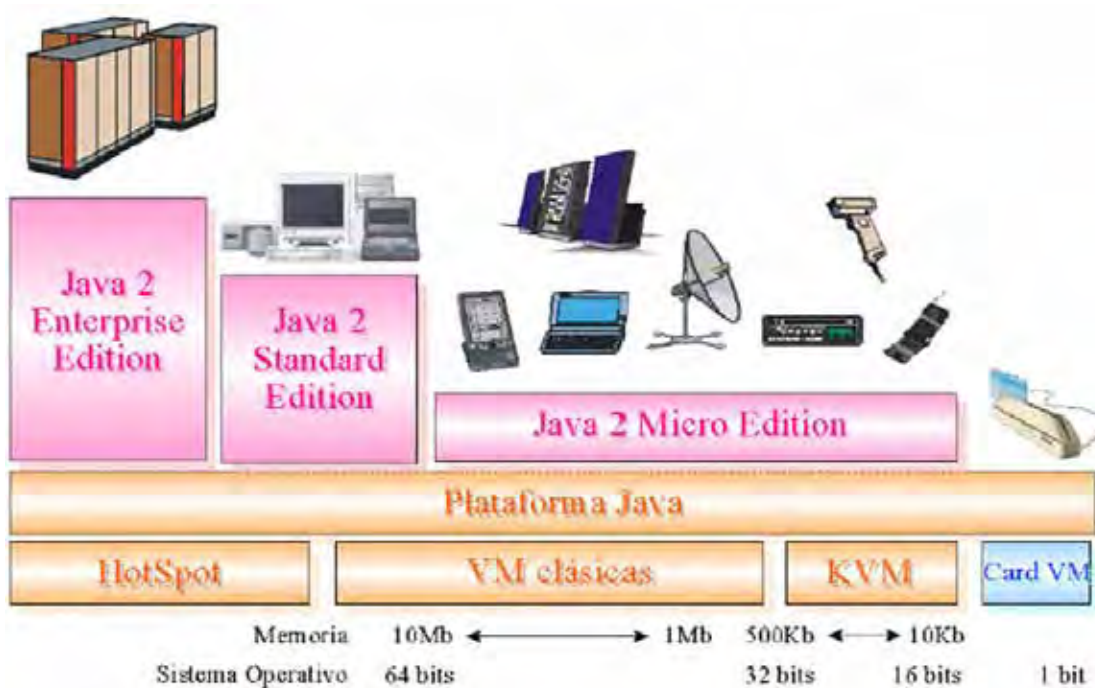 Java 2
Enterprise
Edition
Java 2
Standard
Edition
Java 2 Micro Edition
Plataforma Java
HotSpot
VM clásicas
KVM
Card VM
Memoria 10Mb 1Mb 500Kb 10Kb
Sistema Operativo 64 bits 32 bits 16 bits 1 bit